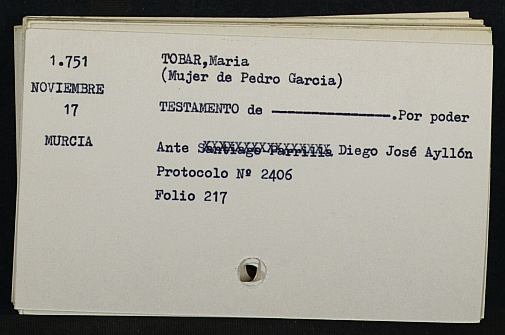 1.751
NOVIEMBRE
17
MURCIA
TOBAR,Maria
(Mujer de Pedro Garcia)
TESTAMENTO de ———————.Por poder
Ante Santiago Parrilla Diego José Ayllón
Protocolo Nº 2406
Folio 217